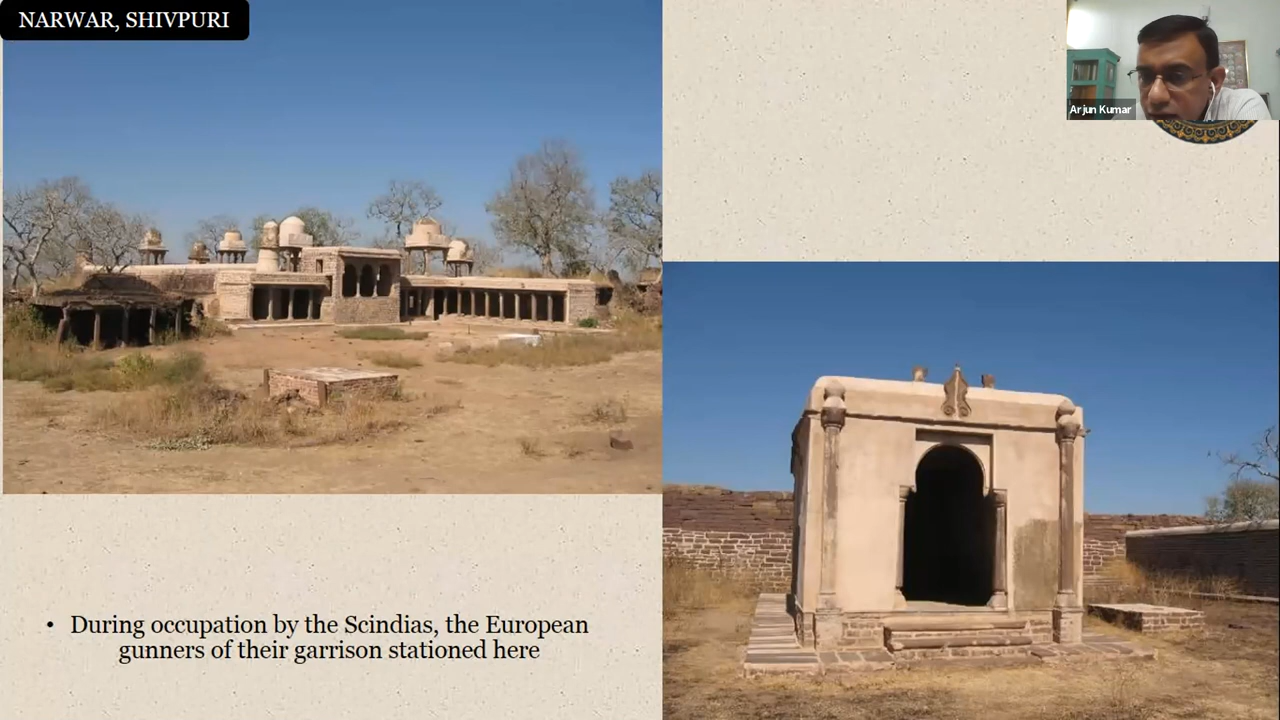 NARWAR, SHIVPURI
Arjun Kumar
• During occupation by the Scindias, the European
gunners of their garrison stationed here